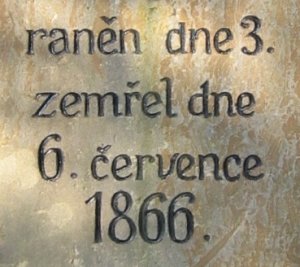 raněn dne 3.
zemřel dne
6. července
1866.